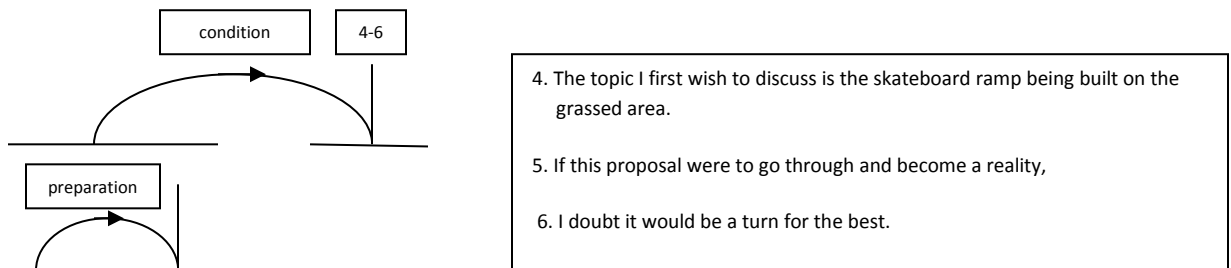 condition
4-6
preparation
4. The topic I first wish to discuss is the skateboard ramp being built on the
grassed area.
5. If this proposal were to go through and become a reality,
6. I doubt it would be a turn for the best.